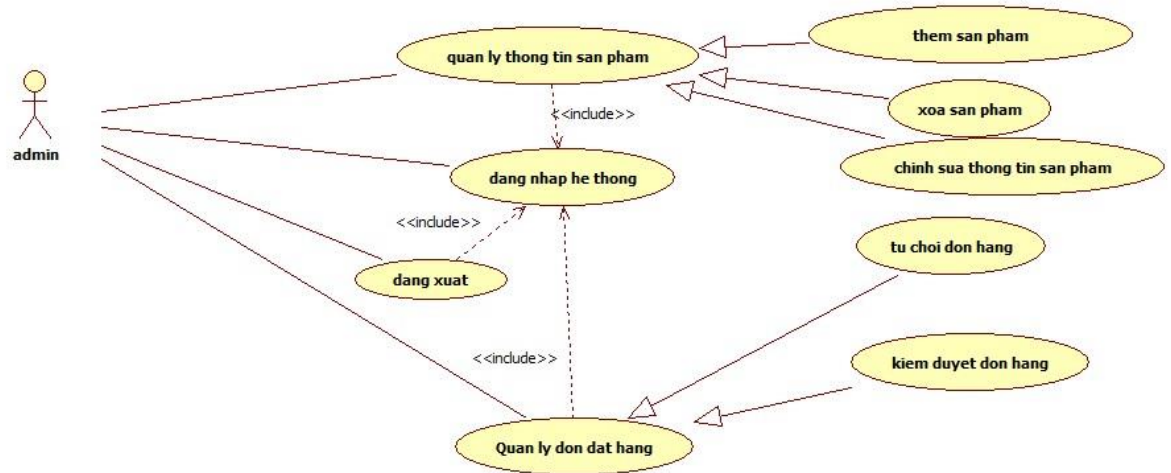 them san pham
quan ly thong tin san pham
xoa san pham
<<include>>
admin
chinh sua thong tin san pham
dang nhap he thong
<<include>>
tu choi don hang
dang xuat
<<include>>
kiem duyet don hang
Quan ly don dat hang